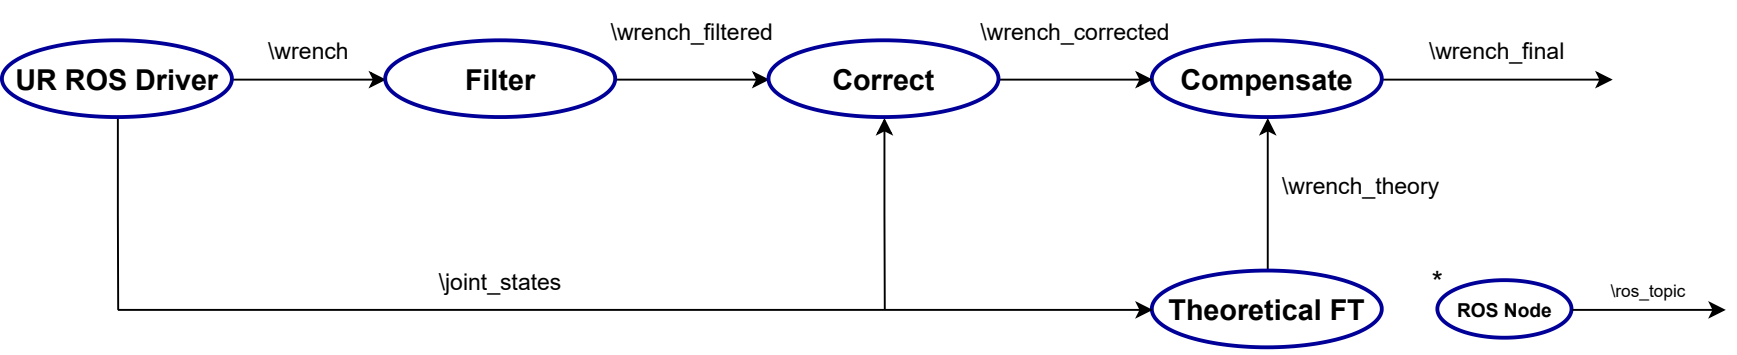 \wrench
\wrench_filtered
\wrench_corrected
\wrench_final
UR ROS Driver
Filter
Correct
Compensate
\wrench_theory
\joint_states
Theoretical FT
*
ROS Node
\ros_topic